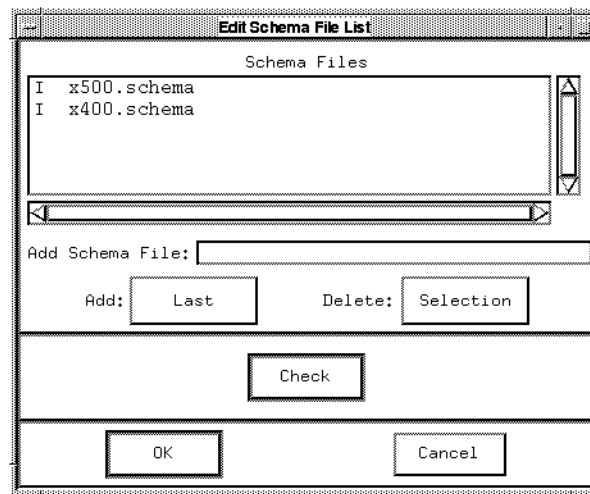 Edit Schema File List
Schema Files
I x500.schema
I x400.schema
Add Schema File:
Add: Last Delete: Selection
Check
OK Cancel